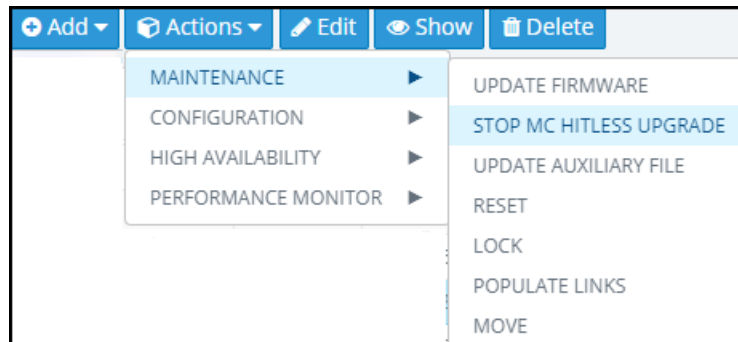 Add Actions Edit Show Delete
MAINTENANCE
CONFIGURATION
HIGH AVAILABILITY
PERFORMANCE MONITOR
UPDATE FIRMWARE
STOP MC HITLESS UPGRADE
UPDATE AUXILIARY FILE
RESET
LOCK
POPULATE LINKS
MOVE